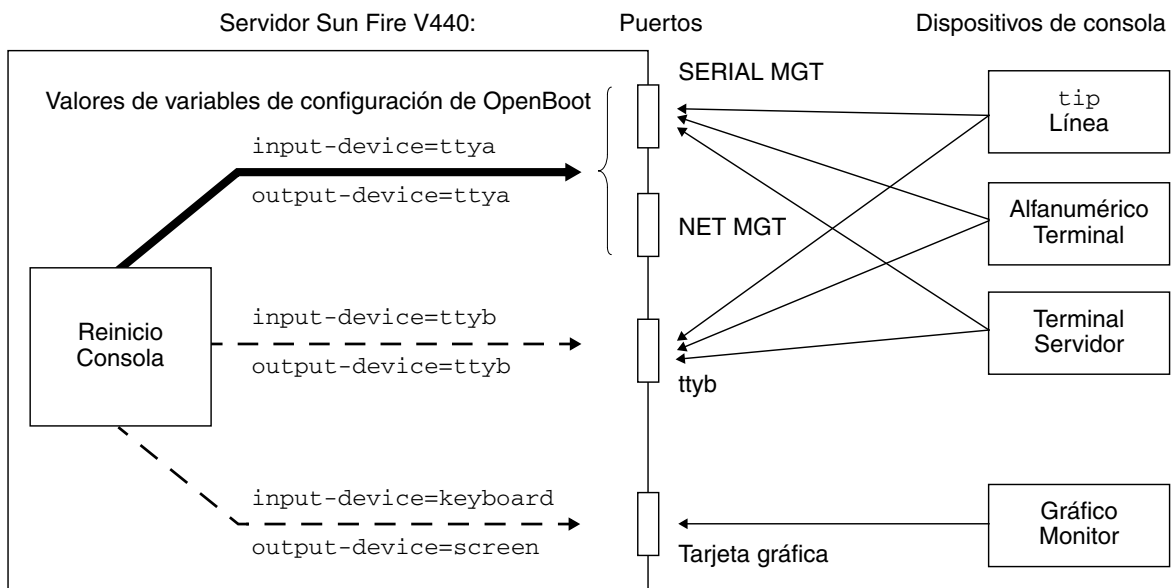 Servidor Sun Fire V440:
Puertos
Dispositivos de consola
Valores de variables de configuración de OpenBoot
input-device=ttya
output-device=ttya
Reinicio
Consola
input-device=ttyb
output-device=ttyb
input-device=keyboard
output-device=screen
SERIAL MGT
NET MGT
ttyb
Tarjeta gráfica
tip
Línea
Alfanumérico
Terminal
Terminal
Servidor
Gráfico
Monitor